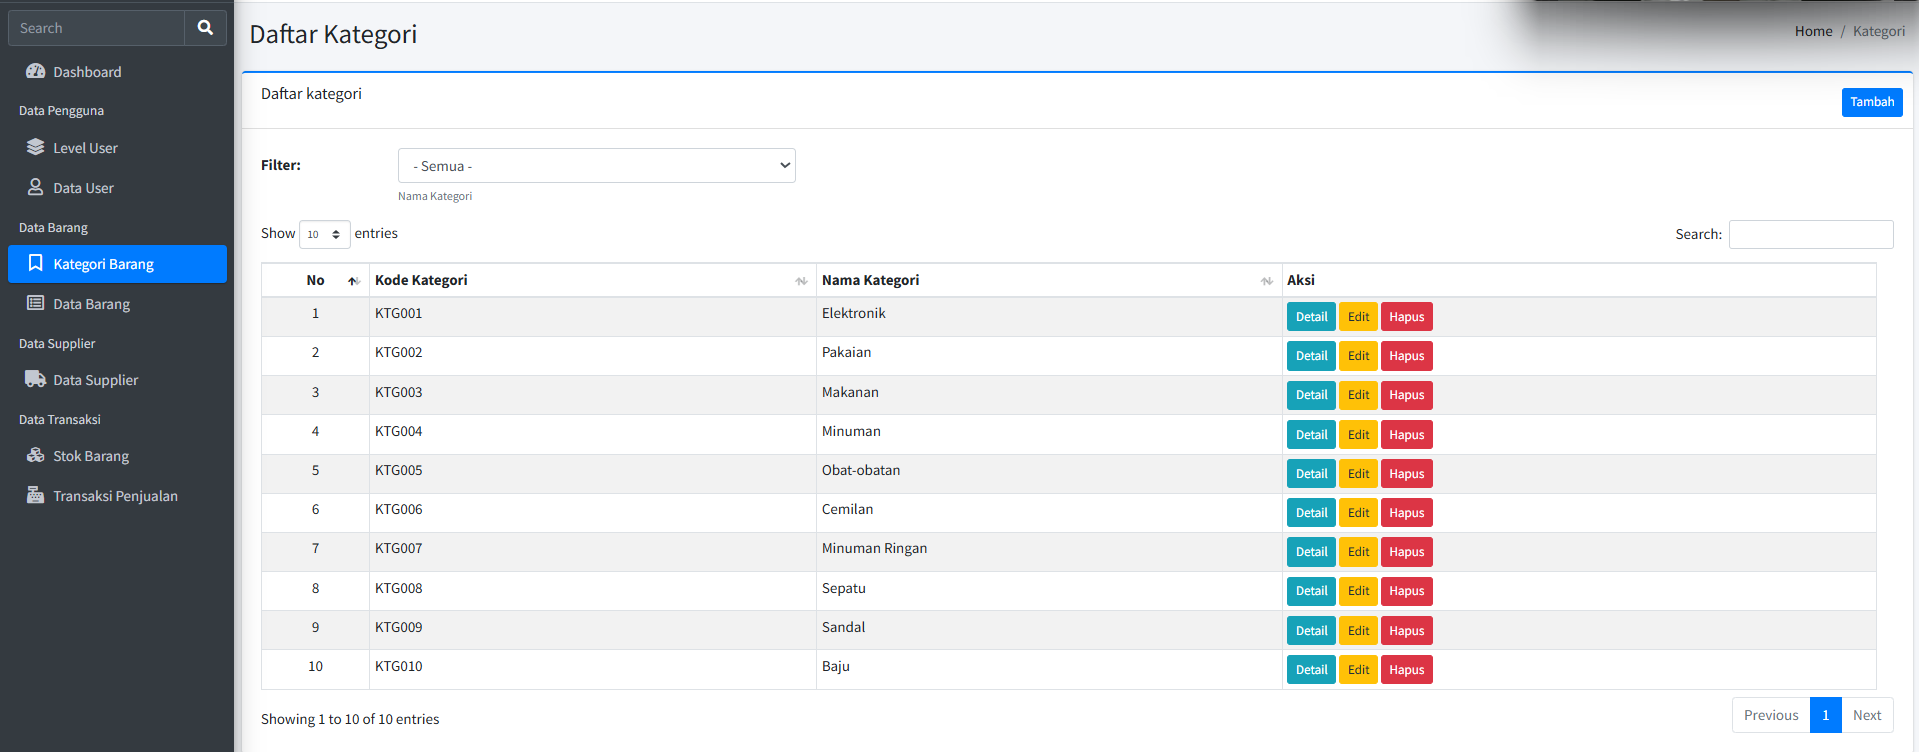 Search
Dashboard
Data Pengguna
Level User
Data User
Data Barang
Kategori Barang
Data Barang
Data Supplier
Data Supplier
Data Transaksi
Stok Barang
Transaksi Penjualan
Daftar Kategori
Home / Kategori
Daftar kategori
Tambah
Filter:
- Semua -
Nama Kategori
Show 10 entries
Search:
No Kode Kategori Nama Kategori Aksi
1 KTG001 Elektronik Detail Edit Hapus
2 KTG002 Pakaian Detail Edit Hapus
3 KTG003 Makanan Detail Edit Hapus
4 KTG004 Minuman Detail Edit Hapus
5 KTG005 Obat-obatan Detail Edit Hapus
6 KTG006 Cemilan Detail Edit Hapus
7 KTG007 Minuman Ringan Detail Edit Hapus
8 KTG008 Sepatu Detail Edit Hapus
9 KTG009 Sandal Detail Edit Hapus
10 KTG010 Baju Detail Edit Hapus
Showing 1 to 10 of 10 entries
Previous 1 Next